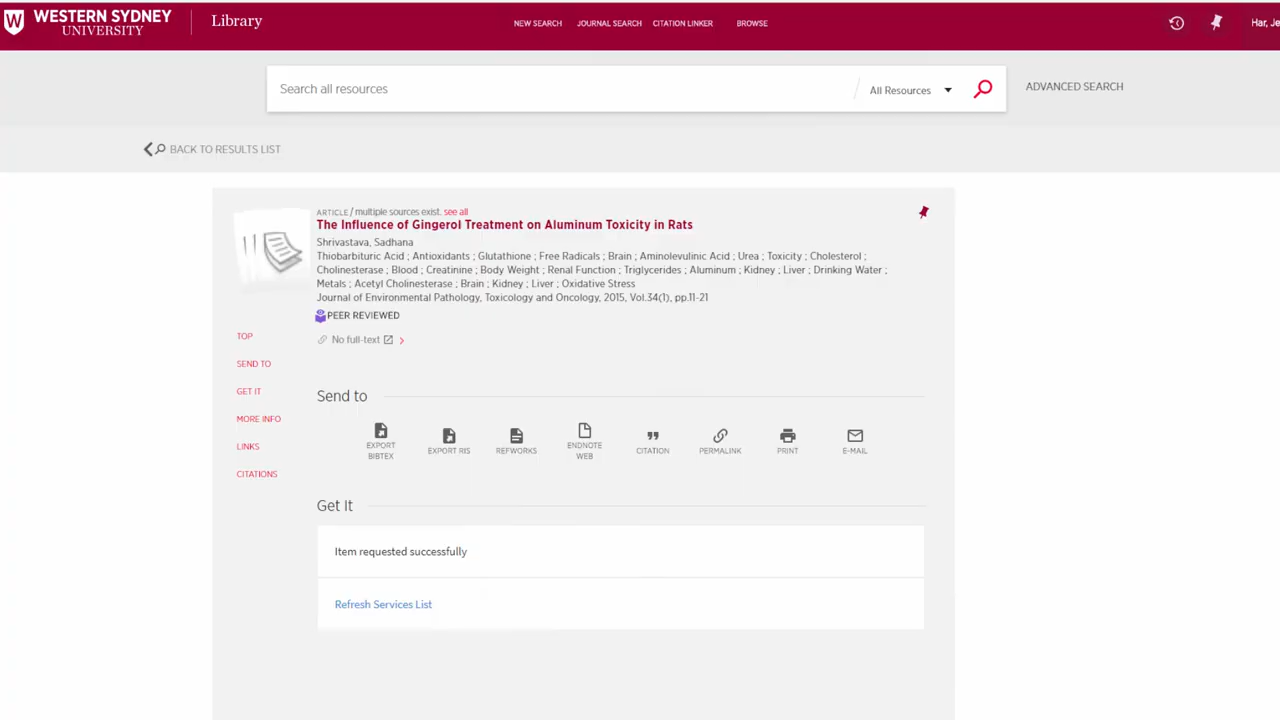 WESTERN SYDNEY
UNIVERSITY
Library
NEW SEARCH JOURNAL SEARCH CITATION LINKER BROWSE
Har, Je
Search all resources
All Resources
ADVANCED SEARCH
BACK TO RESULTS LIST
ARTICLE / multiple sources exist. see all
The Influence of Gingerol Treatment on Aluminum Toxicity in Rats
Shrivastava, Sadhana
Thiobarbituric Acid ; Antioxidants ; Glutathione ; Free Radicals ; Brain ; Aminolevulinic Acid ; Urea ; Toxicity ; Cholesterol ;
Cholinesterase ; Blood ; Creatinine ; Body Weight ; Renal Function ; Triglycerides ; Aluminum ; Kidney ; Liver ; Drinking Water ;
Metals ; Acetyl Cholinesterase ; Brain ; Kidney ; Liver ; Oxidative Stress
Journal of Environmental Pathology, Toxicology and Oncology, 2015, Vol.34(1), pp.11-21
PEER REVIEWED
No full-text
TOP
SEND TO
GET IT
MORE INFO
LINKS
CITATIONS
Send to
EXPORT
BIBTEX
EXPORT RIS
REFWORKS
ENDNOTE
WEB
CITATION
PERMALINK
PRINT
E-MAIL
Get It
Item requested successfully
Refresh Services List